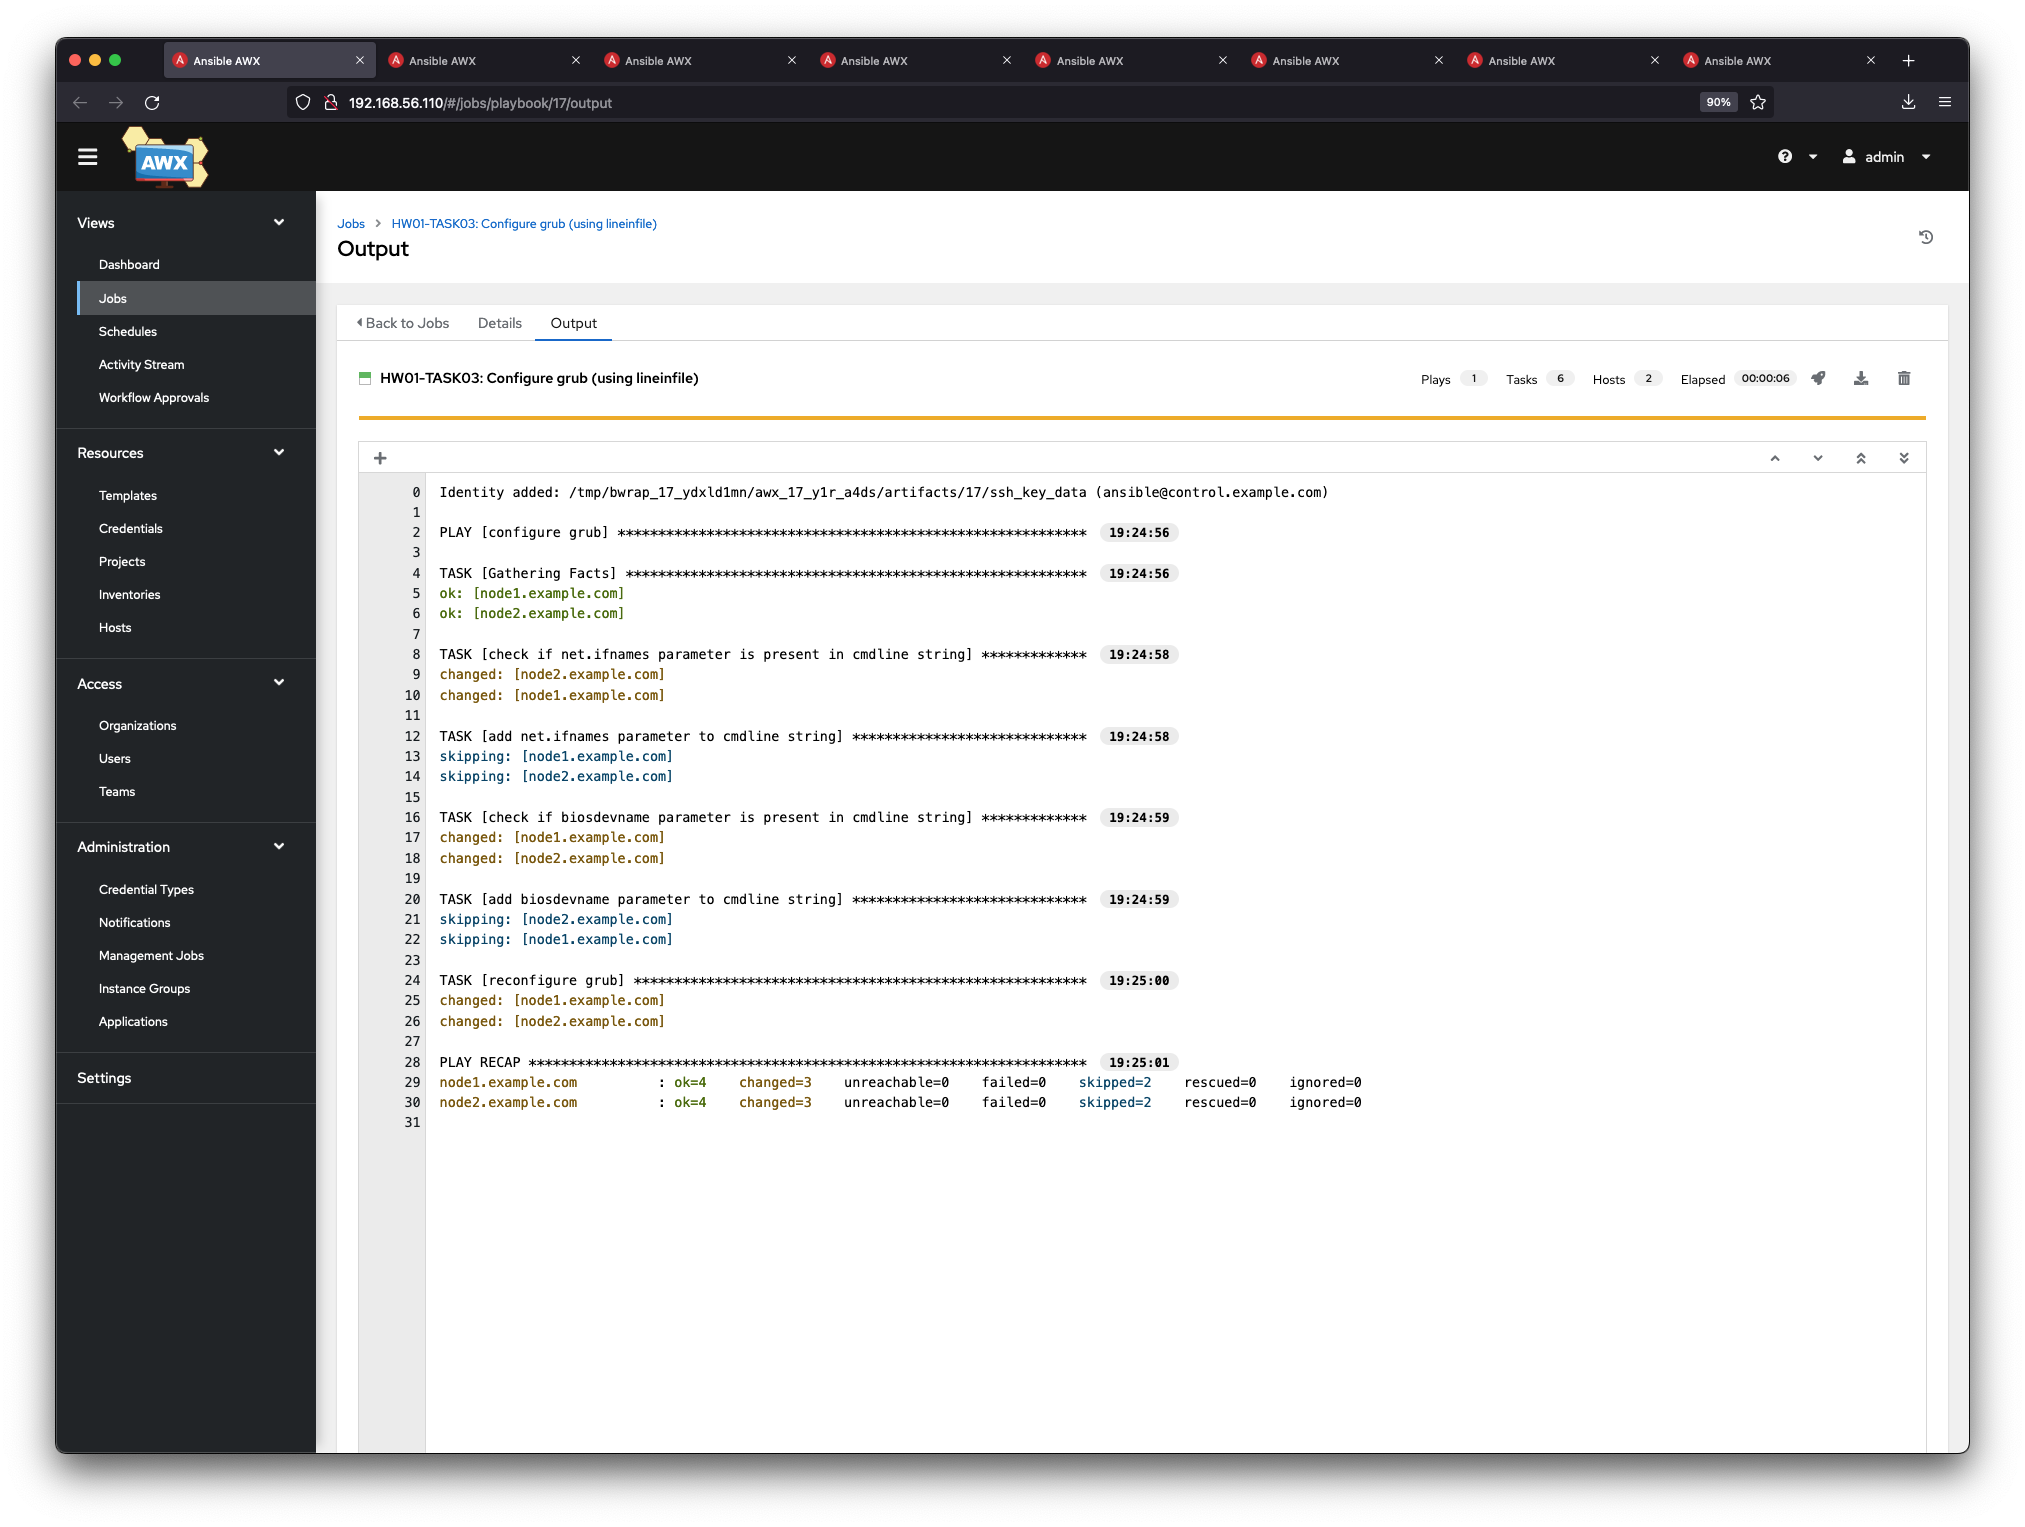 Ansible AWX
Ansible AWX
Ansible AWX
Ansible AWX
Ansible AWX
Ansible AWX
Ansible AWX
Ansible AWX
192.168.56.110/#/jobs/playbook/17/output
90%
AWX
admin
Views
Dashboard
Jobs
Schedules
Activity Stream
Workflow Approvals
Resources
Templates
Credentials
Projects
Inventories
Hosts
Access
Organizations
Users
Teams
Administration
Credential Types
Notifications
Management Jobs
Instance Groups
Applications
Settings
Jobs > HW01-TASK03: Configure grub (using lineinfile)
Output
Back to Jobs Details Output
HW01-TASK03: Configure grub (using lineinfile)
Plays 1 Tasks 6 Hosts 2 Elapsed 00:00:06
0 Identity added: /tmp/bwrap_17_ydxld1mn/awx_17_y1r_a4ds/artifacts/17/ssh_key_data (ansible@control.example.com)
1
2 PLAY [configure grub] ********************************************************** 19:24:56
3
4 TASK [Gathering Facts] ********************************************************* 19:24:56
5 ok: [node1.example.com]
6 ok: [node2.example.com]
7
8 TASK [check if net.ifnames parameter is present in cmdline string] ************* 19:24:58
9 changed: [node2.example.com]
10 changed: [node1.example.com]
11
12 TASK [add net.ifnames parameter to cmdline string] ***************************** 19:24:58
13 skipping: [node1.example.com]
14 skipping: [node2.example.com]
15
16 TASK [check if biosdevname parameter is present in cmdline string] ************* 19:24:59
17 changed: [node1.example.com]
18 changed: [node2.example.com]
19
20 TASK [add biosdevname parameter to cmdline string] ***************************** 19:24:59
21 skipping: [node2.example.com]
22 skipping: [node1.example.com]
23
24 TASK [reconfigure grub] ******************************************************** 19:25:00
25 changed: [node1.example.com]
26 changed: [node2.example.com]
27
28 PLAY RECAP ********************************************************************* 19:25:01
29 node1.example.com : ok=4 changed=3 unreachable=0 failed=0 skipped=2 rescued=0 ignored=0
30 node2.example.com : ok=4 changed=3 unreachable=0 failed=0 skipped=2 rescued=0 ignored=0
31